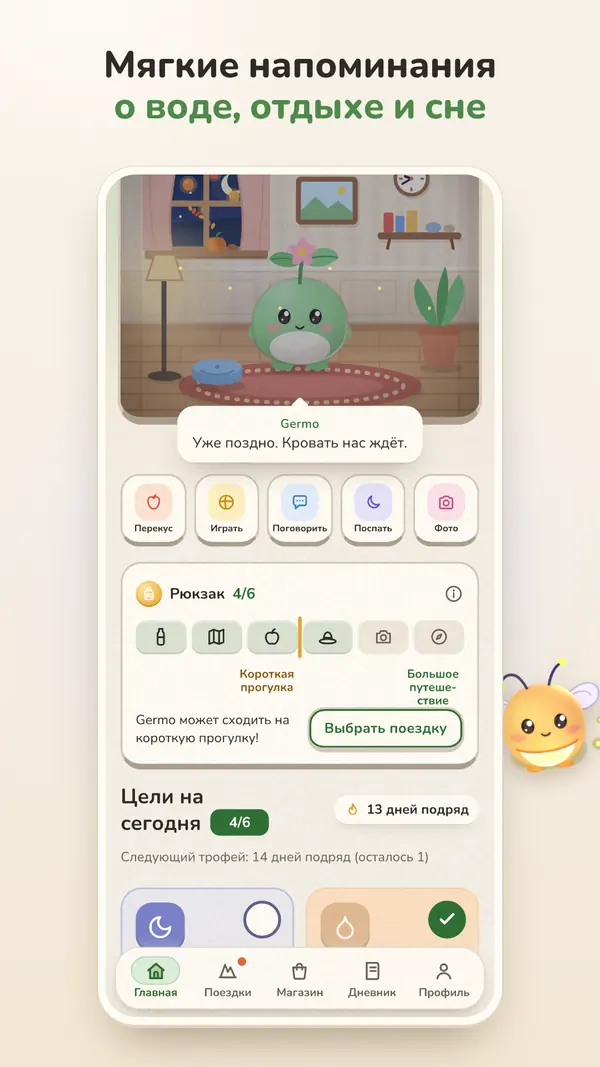 Мягкие напоминания
о воде, отдыхе и сне
Germo
Уже поздно. Кровать нас ждёт.
Перекус
Играть
Поговорить
Поспать
Фото
Рюкзак 4/6
Короткая
прогулка
Большое
путеше-
ствие
Germo может сходить на
короткую прогулку!
Выбрать поездку
Цели на
сегодня 4/6
13 дней подряд
Следующий трофей: 14 дней подряд (осталось 1)
Главная
Поездки
Магазин
Дневник
Профиль